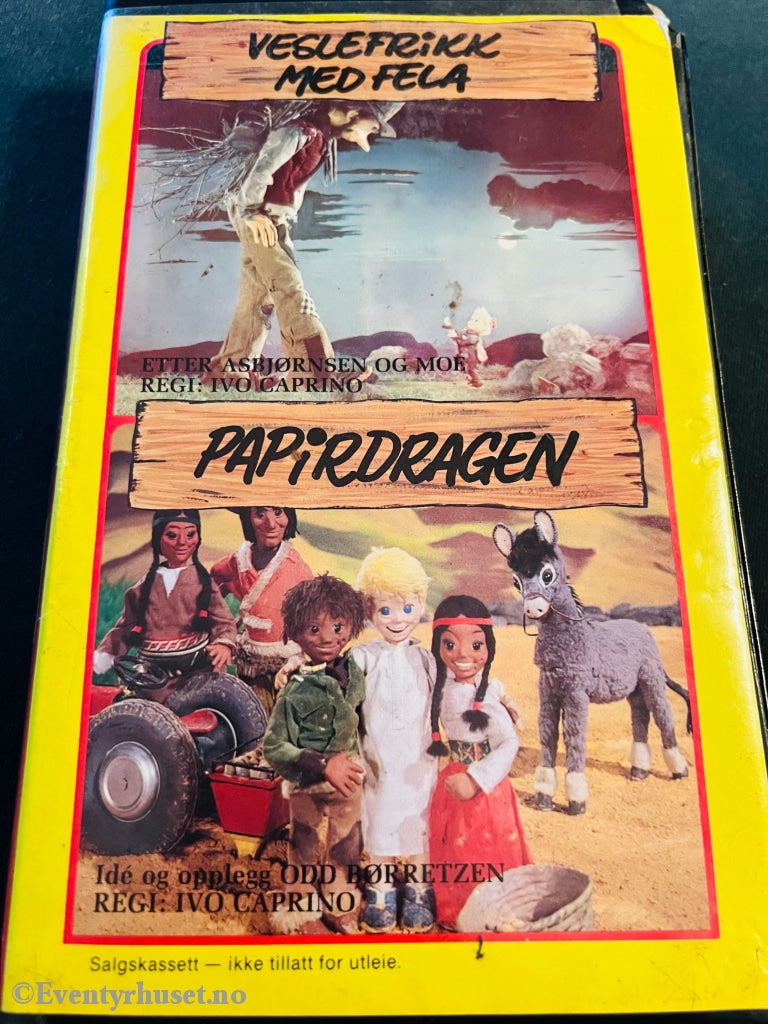 VESLEFRIKK
MED FELA
ETTER ASBJØRNSEN OG MOE
REGI: IVO CAPRINO
PAPIRDRAGEN
Idé og opplegg ODD BØRRETZEN
REGI: IVO CAPRINO
Salgskassett — ikke tillatt for utleie.
©Eventyrhuset.no